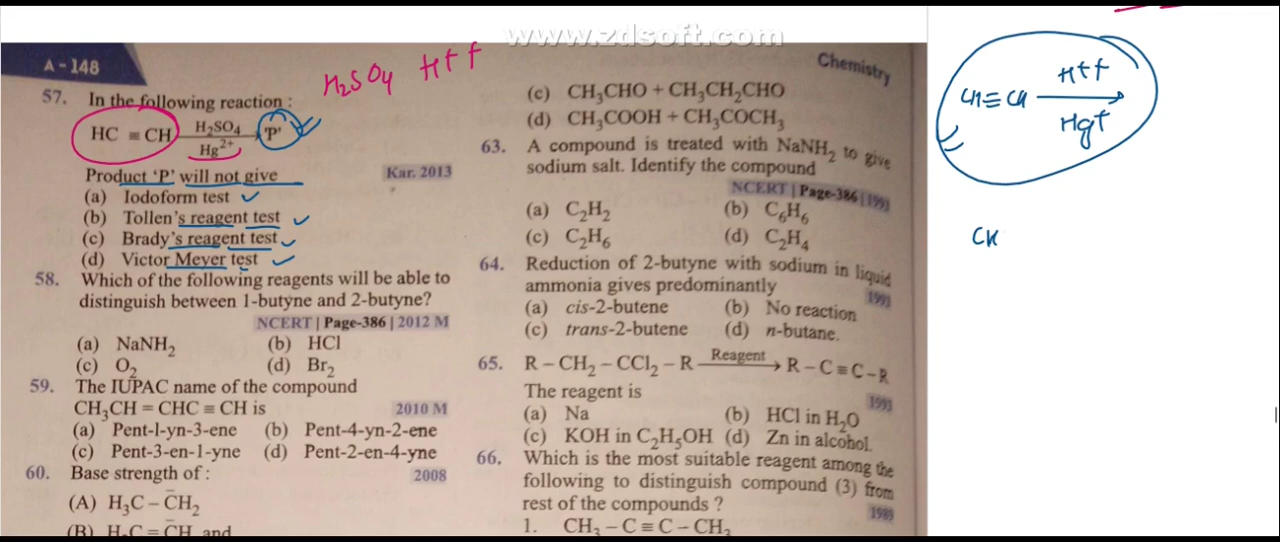 www.zdsoft.com
A - 148
Chemistry
H2SO4 H++
57. In the following reaction :
HC ≡ CH H2SO4 Hg2+ → 'P'
Product 'P' will not give Kar. 2013
(a) Iodoform test
(b) Tollen's reagent test
(c) Brady's reagent test
(d) Victor Meyer test
58. Which of the following reagents will be able to
distinguish between 1-butyne and 2-butyne?
NCERT | Page-386 | 2012 M
(a) NaNH2 (b) HCl
(c) O2 (d) Br2
59. The IUPAC name of the compound
CH3CH = CHC ≡ CH is 2010 M
(a) Pent-l-yn-3-ene (b) Pent-4-yn-2-ene
(c) Pent-3-en-1-yne (d) Pent-2-en-4-yne
60. Base strength of : 2008
(A) H3C – C̄H2
(B) H2C = C̄H and
(c) CH3CHO + CH3CH2CHO
(d) CH3COOH + CH3COCH3
63. A compound is treated with NaNH2 to give
sodium salt. Identify the compound
NCERT | Page-386 | 1993
(a) C2H2 (b) C6H6
(c) C2H6 (d) C2H4
64. Reduction of 2-butyne with sodium in liquid
ammonia gives predominantly 1993
(a) cis-2-butene (b) No reaction
(c) trans-2-butene (d) n-butane.
65. R – CH2 – CCl2 – R Reagent → R – C ≡ C – R
The reagent is 1993
(a) Na (b) HCl in H2O
(c) KOH in C2H5OH (d) Zn in alcohol.
66. Which is the most suitable reagent among the
following to distinguish compound (3) from
rest of the compounds ? 1989
1. CH3 – C ≡ C – CH3
CH≡CH H++ Hg+ →
CH